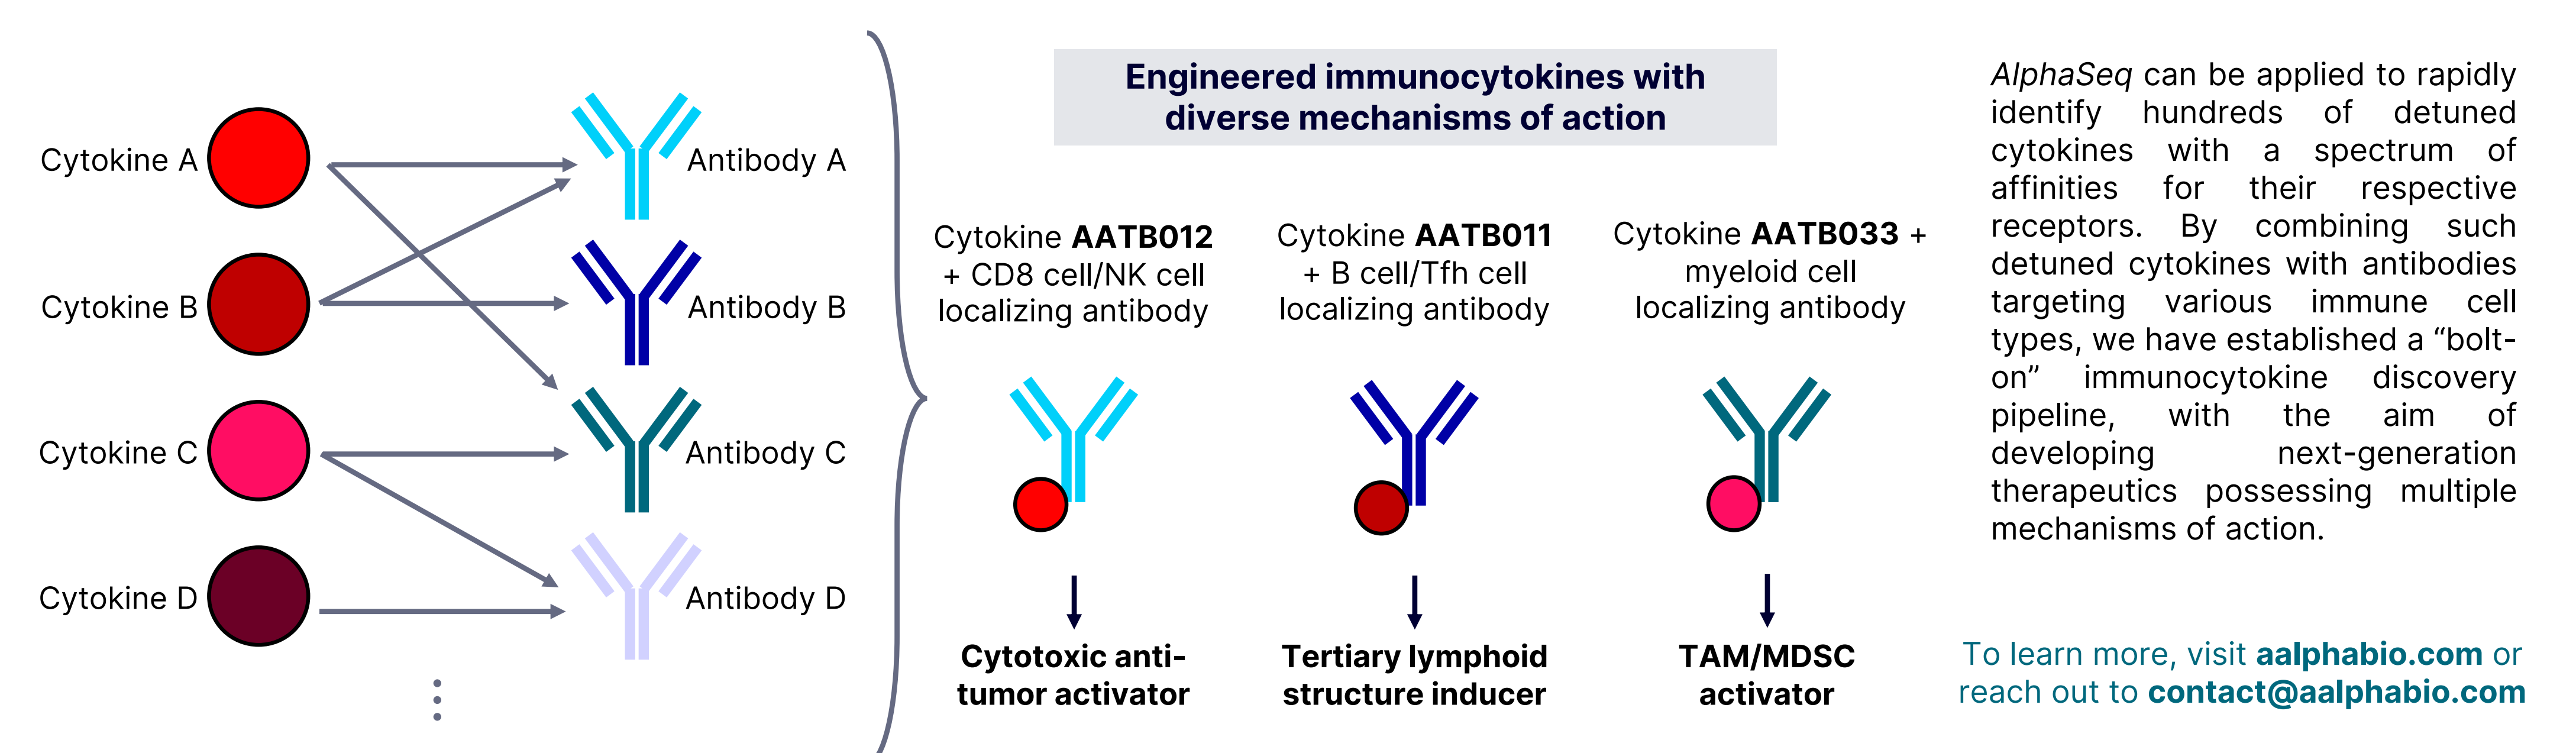 Cytokine A
Antibody A
Cytokine B
Antibody B
Cytokine C
Antibody C
Cytokine D
Antibody D
Engineered immunocytokines with
diverse mechanisms of action
Cytokine AATB012
+ CD8 cell/NK cell
localizing antibody
Cytotoxic anti-
tumor activator
Cytokine AATB011
+ B cell/Tfh cell
localizing antibody
Tertiary lymphoid
structure inducer
Cytokine AATB033 +
myeloid cell
localizing antibody
TAM/MDSC
activator
AlphaSeq can be applied to rapidly
identify hundreds of detuned
cytokines with a spectrum of
affinities for their respective
receptors. By combining such
detuned cytokines with antibodies
targeting various immune cell
types, we have established a “bolt-
on” immunocytokine discovery
pipeline, with the aim of
developing next-generation
therapeutics possessing multiple
mechanisms of action.
To learn more, visit aalphabio.com or
reach out to contact@aalphabio.com